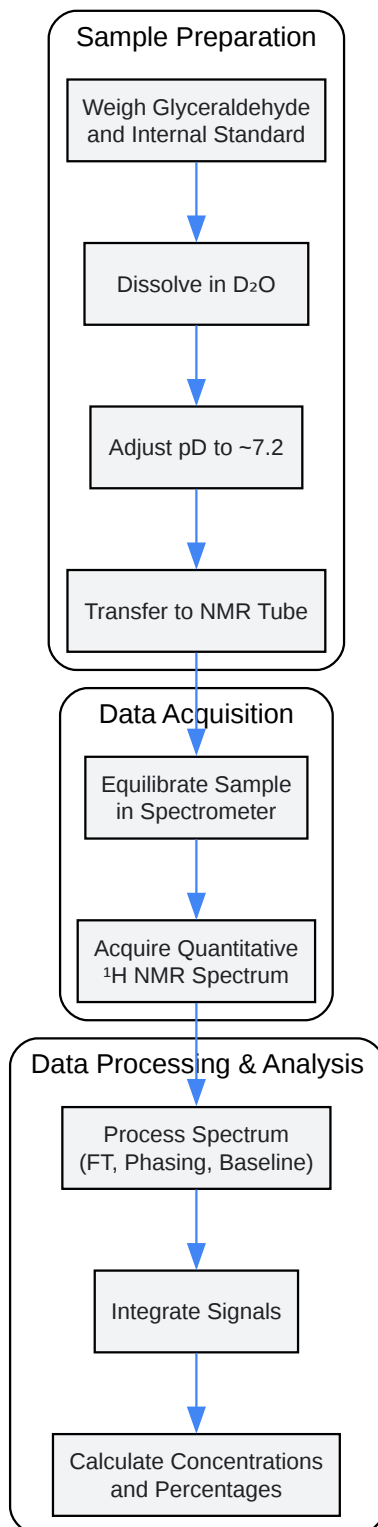 Sample Preparation
Weigh Glyceraldehyde
and Internal Standard
Dissolve in D₂O
Adjust pD to ~7.2
Transfer to NMR Tube
Data Acquisition
Equilibrate Sample
in Spectrometer
Acquire Quantitative
¹H NMR Spectrum
Data Processing & Analysis
Process Spectrum
(FT, Phasing, Baseline)
Integrate Signals
Calculate Concentrations
and Percentages